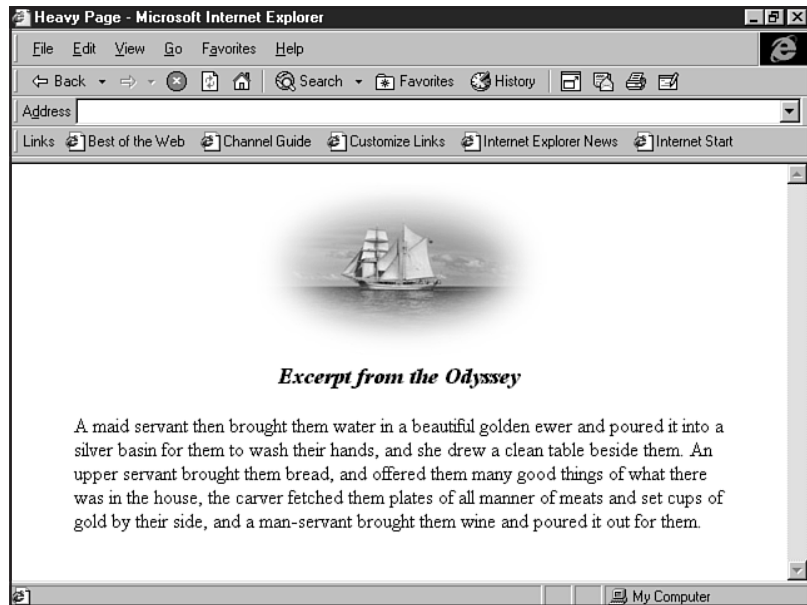 Heavy Page - Microsoft Internet Explorer
File Edit View Go Favorites Help
Back Search Favorites History
Address
Links Best of the Web Channel Guide Customize Links Internet Explorer News Internet Start
Excerpt from the Odyssey
A maid servant then brought them water in a beautiful golden ewer and poured it into a
silver basin for them to wash their hands, and she drew a clean table beside them. An
upper servant brought them bread, and offered them many good things of what there
was in the house, the carver fetched them plates of all manner of meats and set cups of
gold by their side, and a man-servant brought them wine and poured it out for them.
My Computer